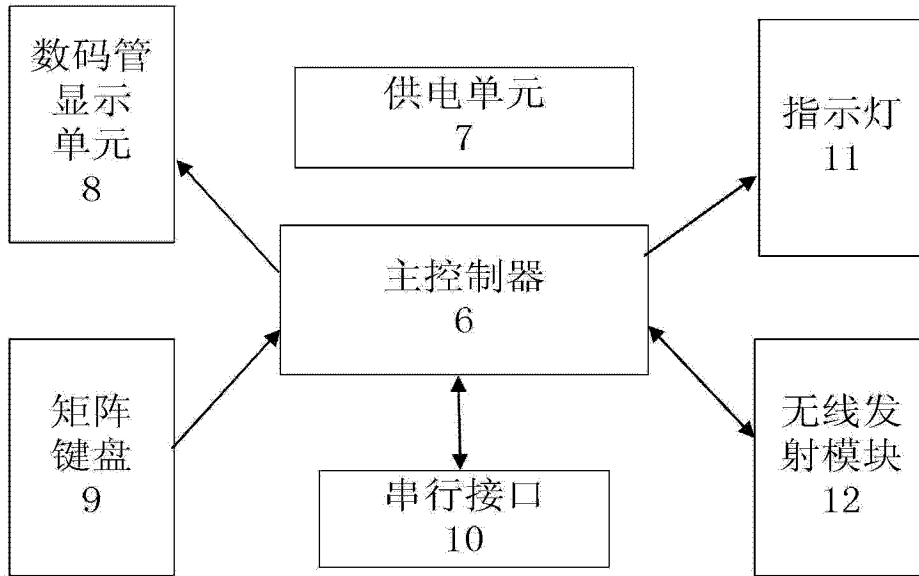 数码管
显示
单元
8
供电单元
7
指示灯
11
主控制器
6
矩阵
键盘
9
串行接口
10
无线发
射模块
12